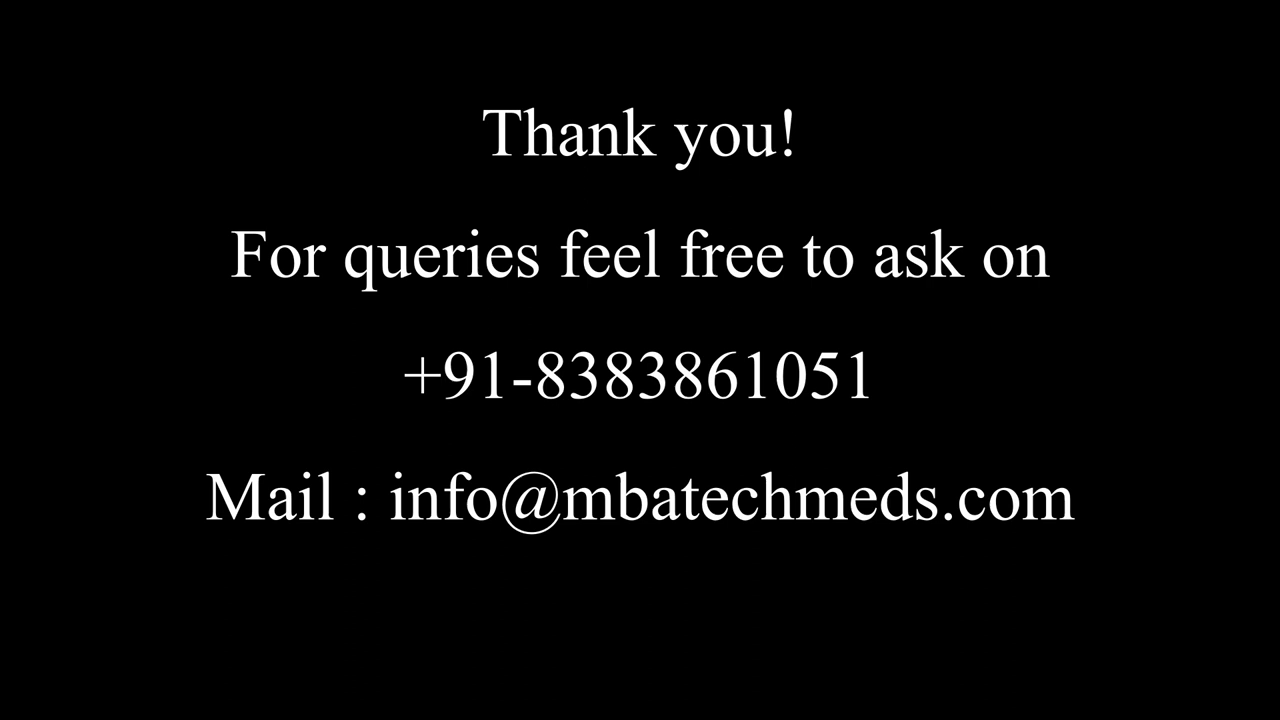 Thank you!
For queries feel free to ask on
+91-8383861051
Mail : info@mbatechmeds.com